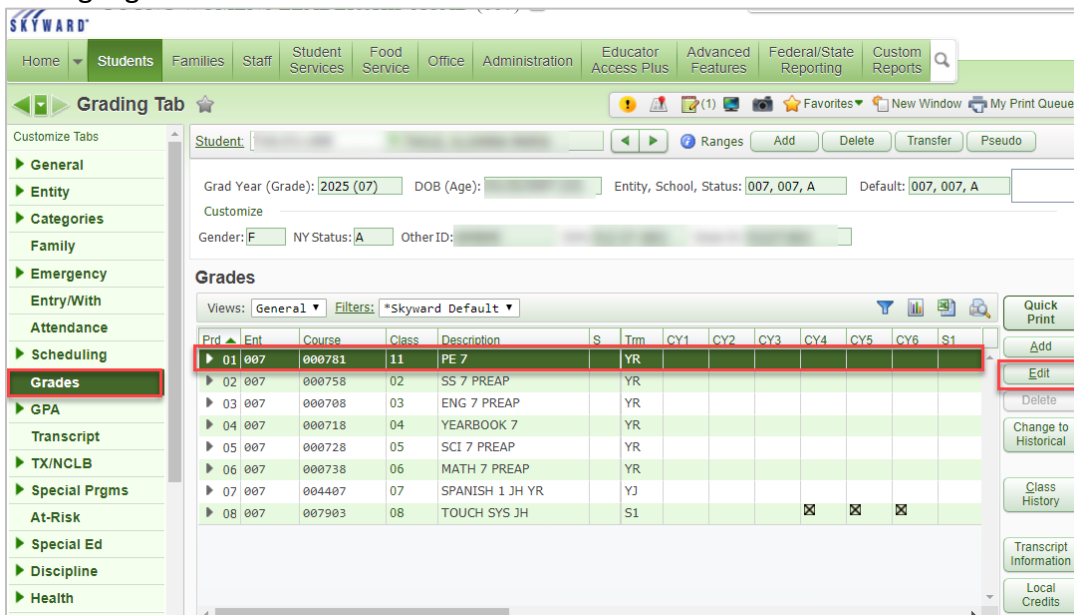 SKYWARD
Home Students Families Staff Student Services Food Service Office Administration Educator Access Plus Advanced Features Federal/State Reporting Custom Reports
Grading Tab (1) Favorites New Window My Print Queue
Customize Tabs
General
Entity
Categories
Family
Emergency
Entry/With
Attendance
Scheduling
Grades
GPA
Transcript
TX/NCLB
Special Prgms
At-Risk
Special Ed
Discipline
Health
Student: Ranges Add Delete Transfer Pseudo
Grad Year (Grade): 2025 (07) DOB (Age): Entity, School, Status: 007, 007, A Default: 007, 007, A
Customize
Gender: F NY Status: A Other ID:
Grades
Views: General Filters: *Skyward Default
Prd Ent Course Class Description S Trm CY1 CY2 CY3 CY4 CY5 CY6 S1
01 007 000781 11 PE 7 YR
02 007 000758 02 SS 7 PREAP YR
03 007 000708 03 ENG 7 PREAP YR
04 007 000718 04 YEARBOOK 7 YR
05 007 000728 05 SCI 7 PREAP YR
06 007 000738 06 MATH 7 PREAP YR
07 007 004407 07 SPANISH 1 JH YR YJ
08 007 007903 08 TOUCH SYS JH S1
Quick Print
Add
Edit
Delete
Change to Historical
Class History
Transcript Information
Local Credits